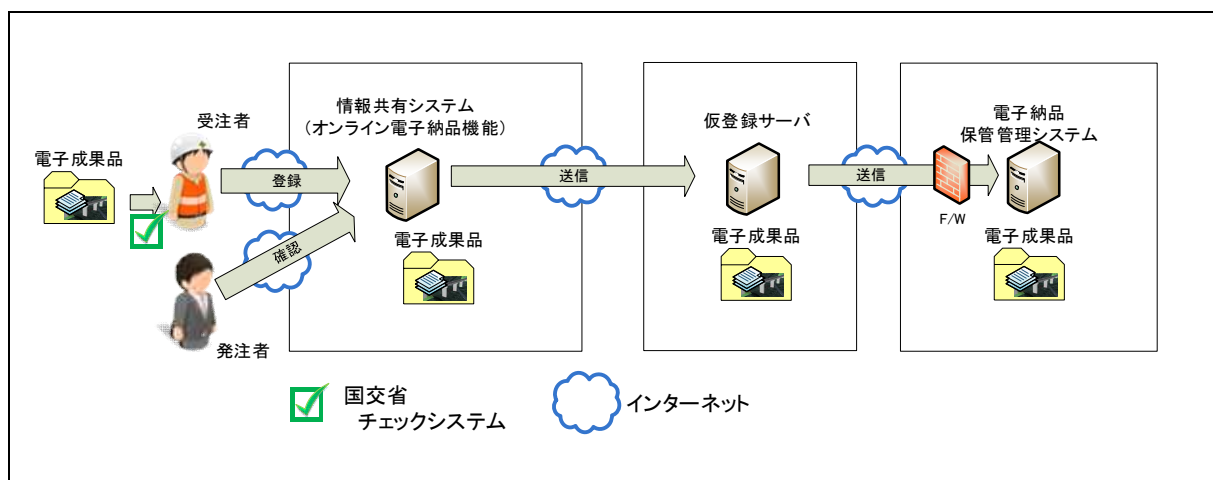 受注者
電子成果品
情報共有システム
（オンライン電子納品機能）
仮登録サーバ
電子納品
保管管理システム
登録
送信
送信
F/W
確認
電子成果品
電子成果品
電子成果品
発注者
国交省
チェックシステム
インターネット